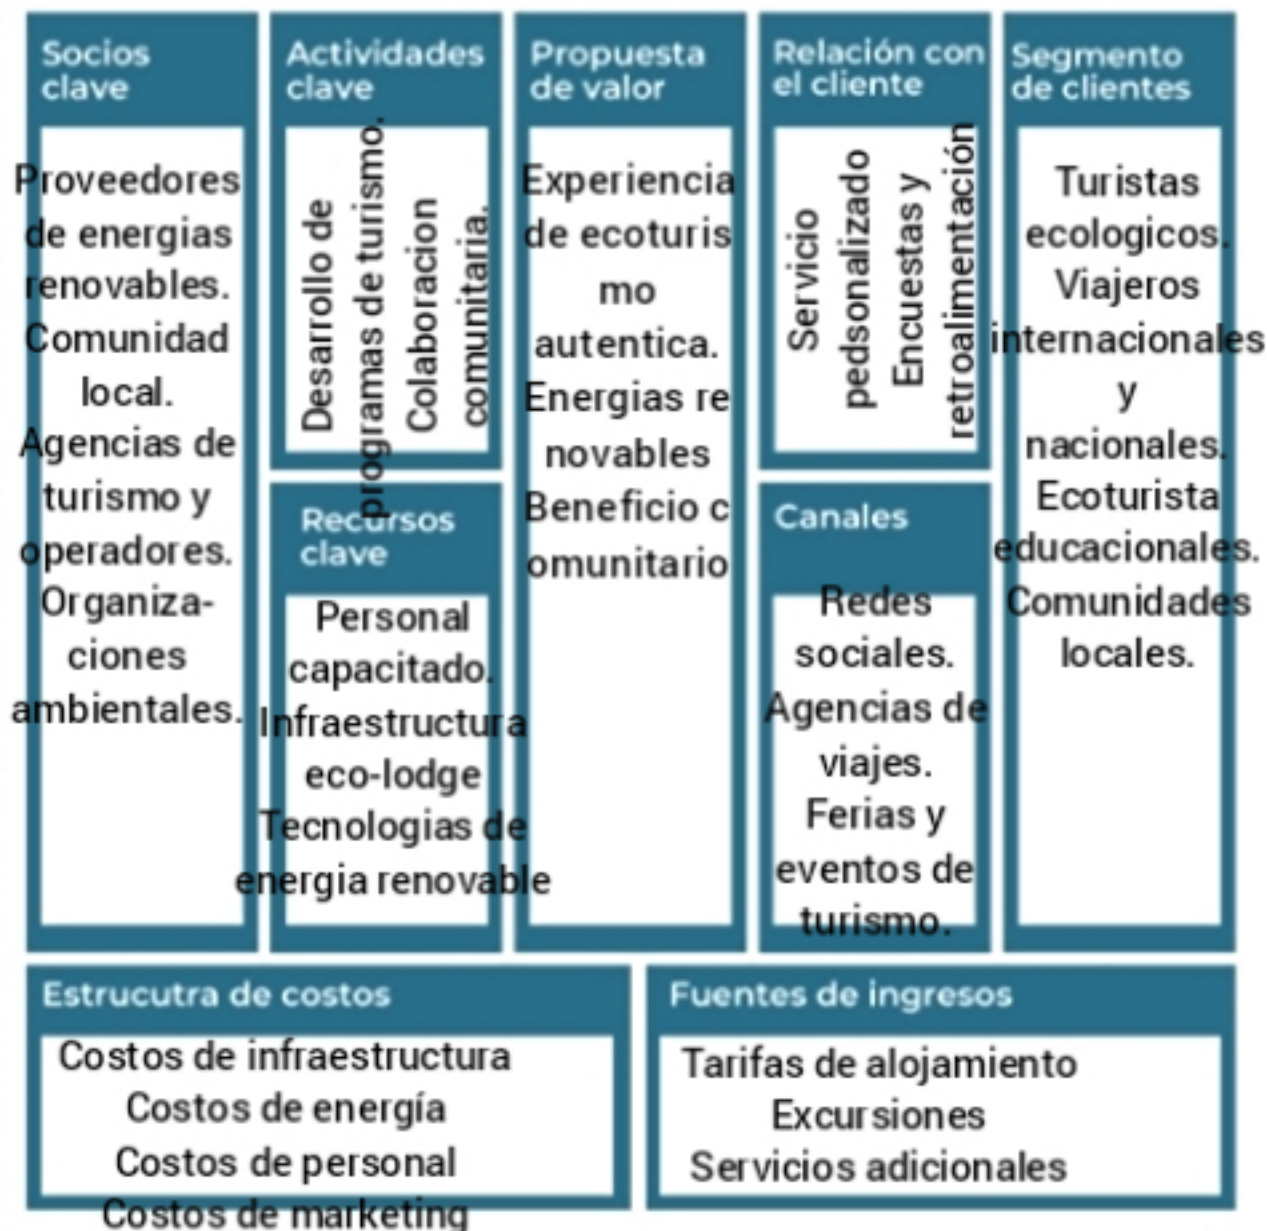 Socios
clave
Proveedores
de energias
renovables.
Comunidad
local.
Agencias de
turismo y
operadores.
Organiza-
ciones
ambientales.
Actividades
clave
Desarrollo de
programas de turismo.
Colaboracion
comunitaria.
Recursos
clave
Personal
capacitado.
Infraestructura
eco-lodge
Tecnologias de
energia renovable
Propuesta
de valor
Experiencia
de ecoturis
mo
autentica.
Energias re
novables
Beneficio c
omunitario
Relación con
el cliente
Servicio
pedsonalizado
Encuestas y
retroalimentación
Canales
Redes
sociales.
Agencias de
viajes.
Ferias y
eventos de
turismo.
Segmento
de clientes
Turistas
ecologicos.
Viajeros
internacionales
y
nacionales.
Ecoturista
educacionales.
Comunidades
locales.
Estrucutra de costos
Costos de infraestructura
Costos de energía
Costos de personal
Costos de marketing
Fuentes de ingresos
Tarifas de alojamiento
Excursiones
Servicios adicionales